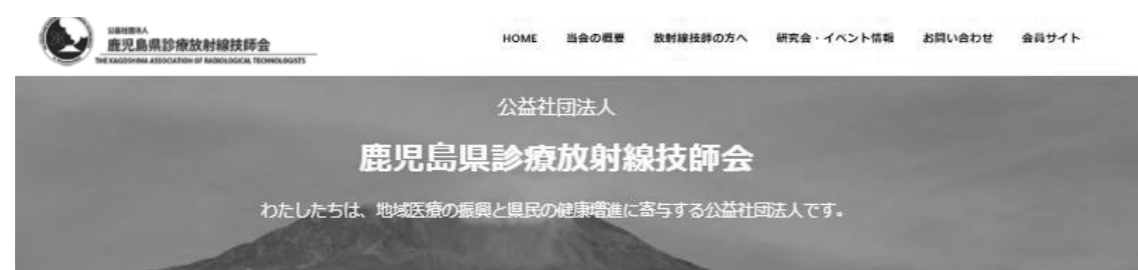 公益社団法人
鹿児島県診療放射線技師会
THE KAGOSHIMA ASSOCIATION OF RADIOLOGICAL TECHNOLOGISTS
HOME 当会の概要 放射線技師の方へ 研究会・イベント情報 お問い合わせ 会員サイト
公益社団法人
鹿児島県診療放射線技師会
わたしたちは、地域医療の振興と県民の健康増進に寄与する公益社団法人です。